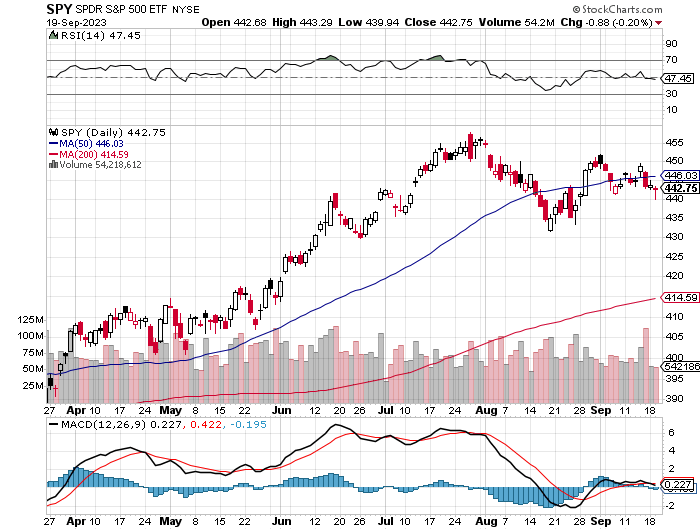 SPY SPDR S&P 500 ETF NYSE © StockCharts.com
19-Sep-2023 Open 442.68 High 443.29 Low 439.94 Close 442.75 Volume 54.2M Chg -0.88 (-0.20%)
RSI(14) 47.45
90
70
47.45
30
10
SPY (Daily) 442.75
MA(50) 446.03
MA(200) 414.59
Volume 54,218,612
455
450
446.03
442.75
440
435
430
425
420
414.59
410
405
400
395
390
125M
100M
75M
50M
25M
542186
27 Apr 10 17 24 May 8 15 22 Jun 12 20 26 Jul 10 17 24 Aug 7 14 21 28 Sep 11 18
MACD(12,26,9) 0.227, 0.422, -0.195
6
4
2
0.227
-2
27 Apr 10 17 24 May 8 15 22 Jun 12 20 26 Jul 10 17 24 Aug 7 14 21 28 Sep 11 18